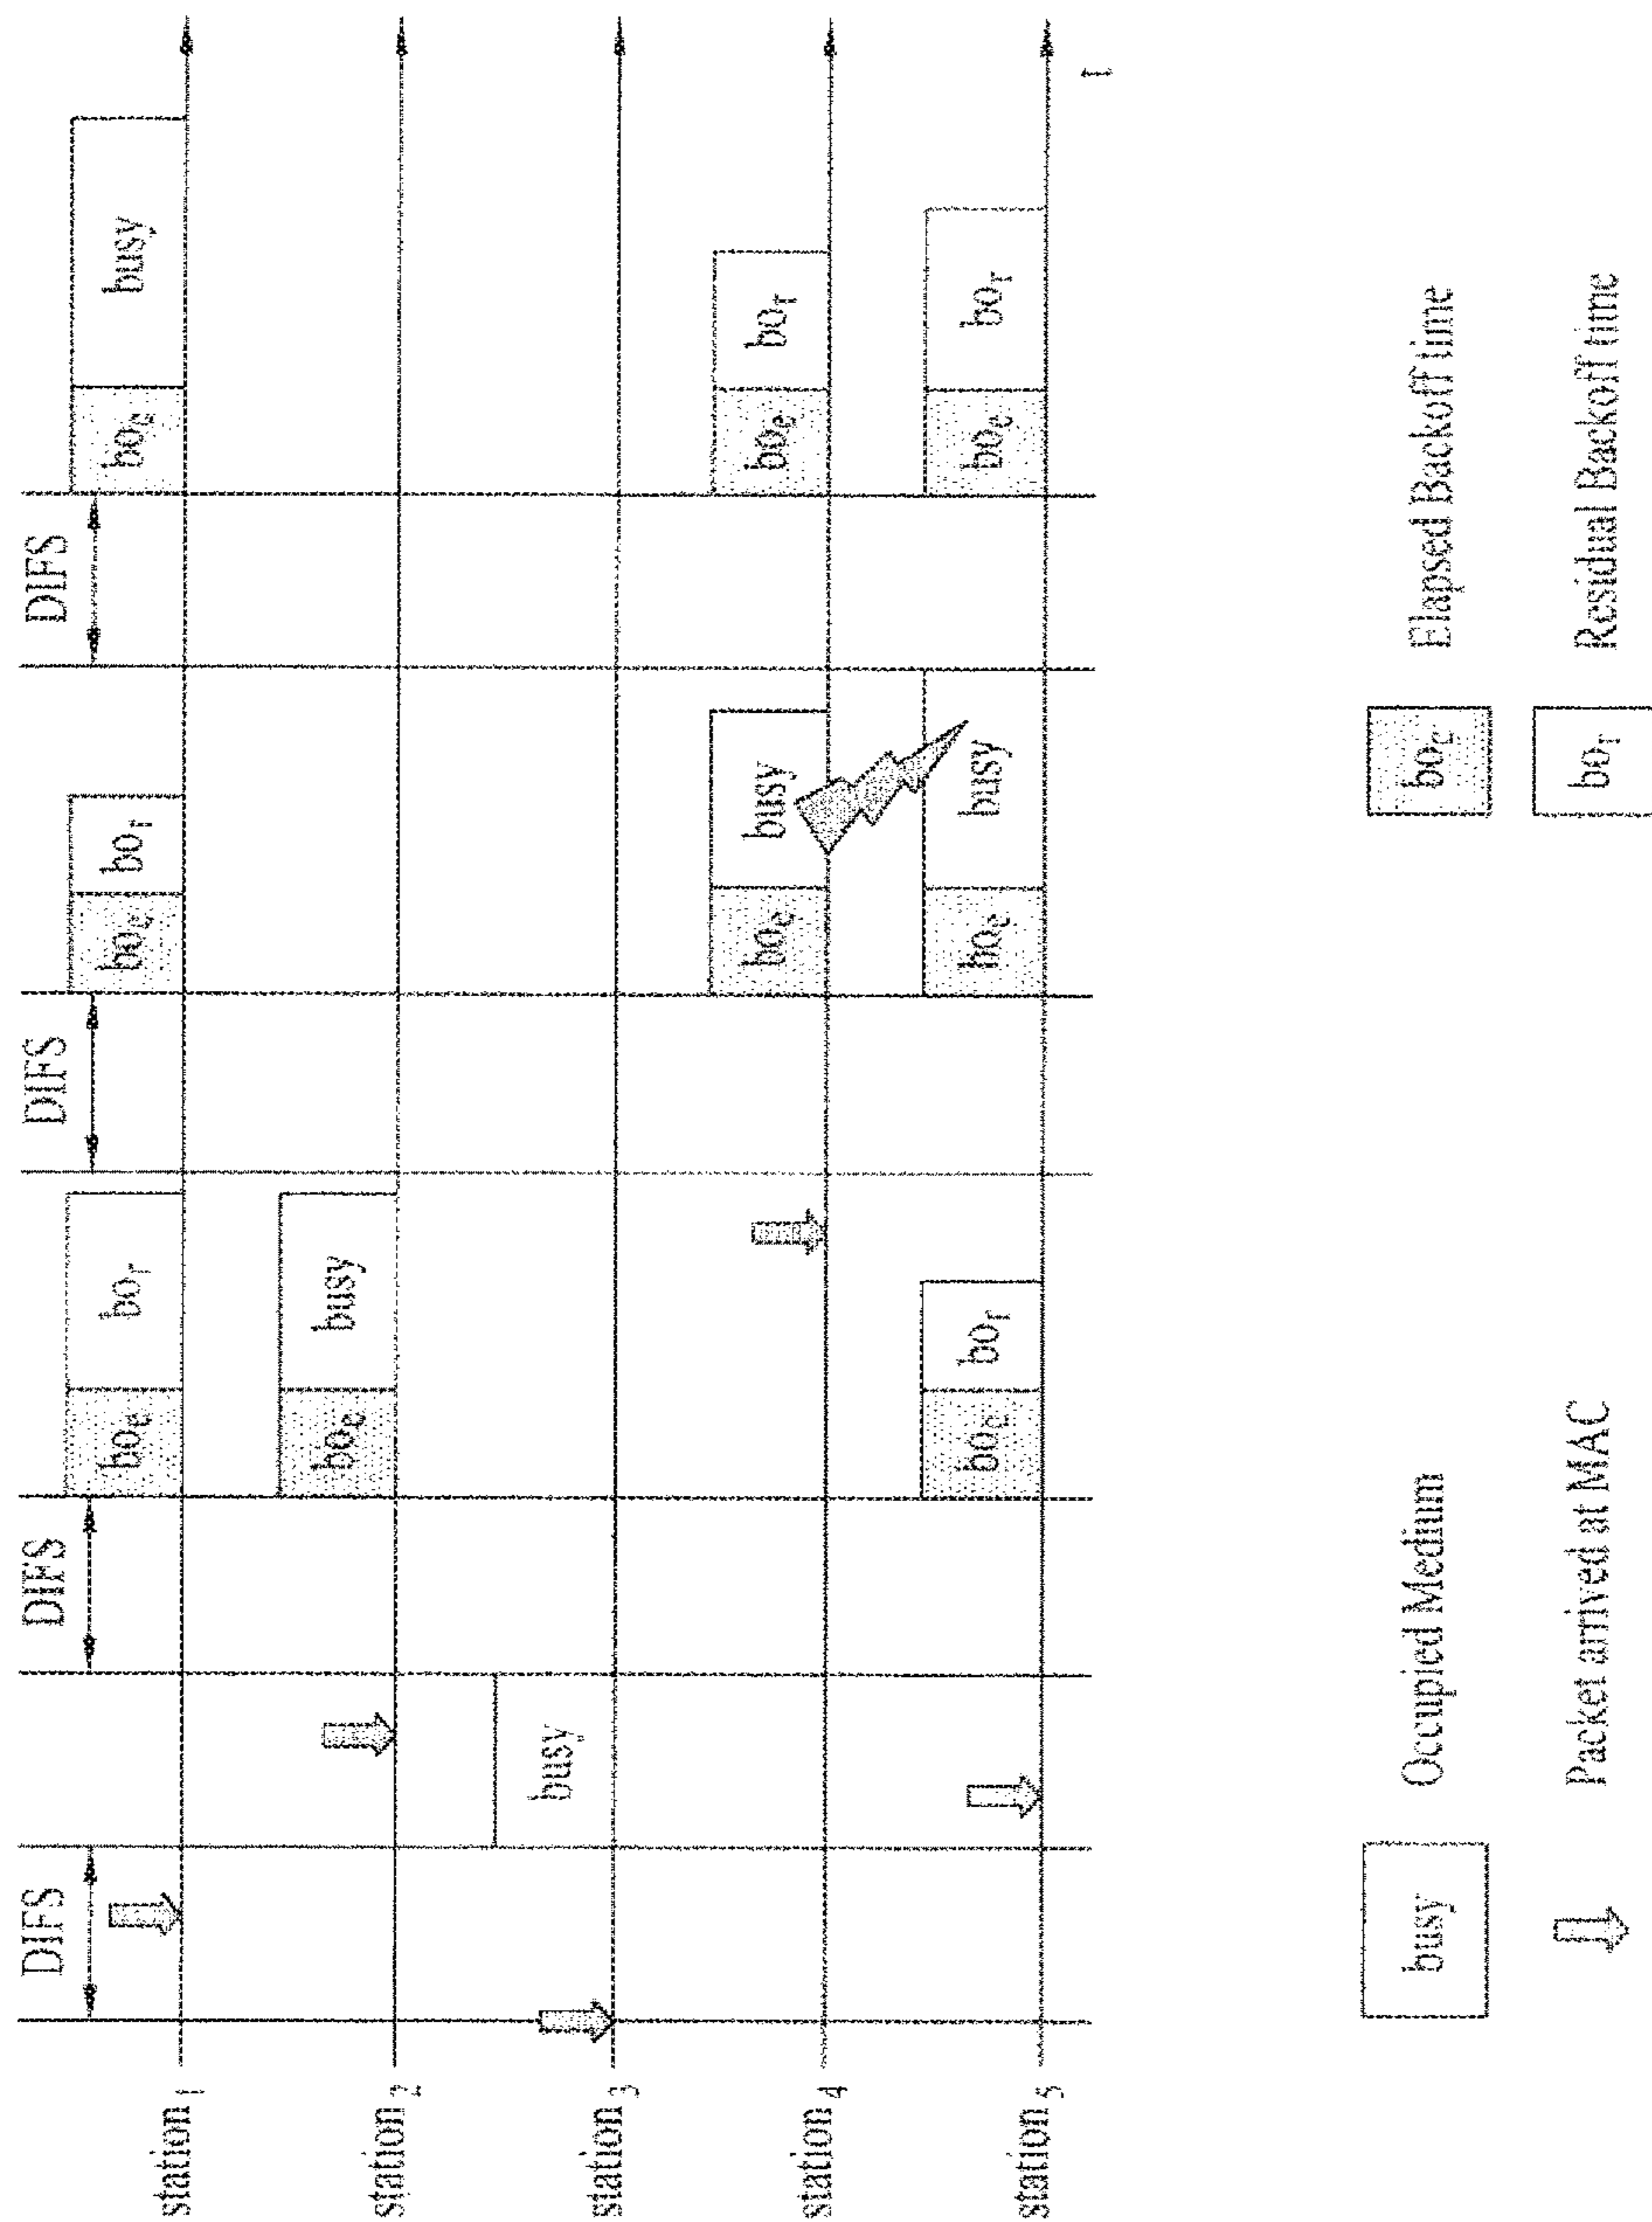 DIFS DIFS DIFS DIFS
station 1 bo_e bo_r bo_e bo_r bo_e busy
station 2 bo_e busy
station 3 busy
station 4 bo_e busy bo_e bo_r
station 5 bo_e bo_r bo_e busy bo_e bo_r
t
busy Occupied Medium
bo_e Elapsed Backoff time
Packet arrived at MAC
bo_r Residual Backoff time